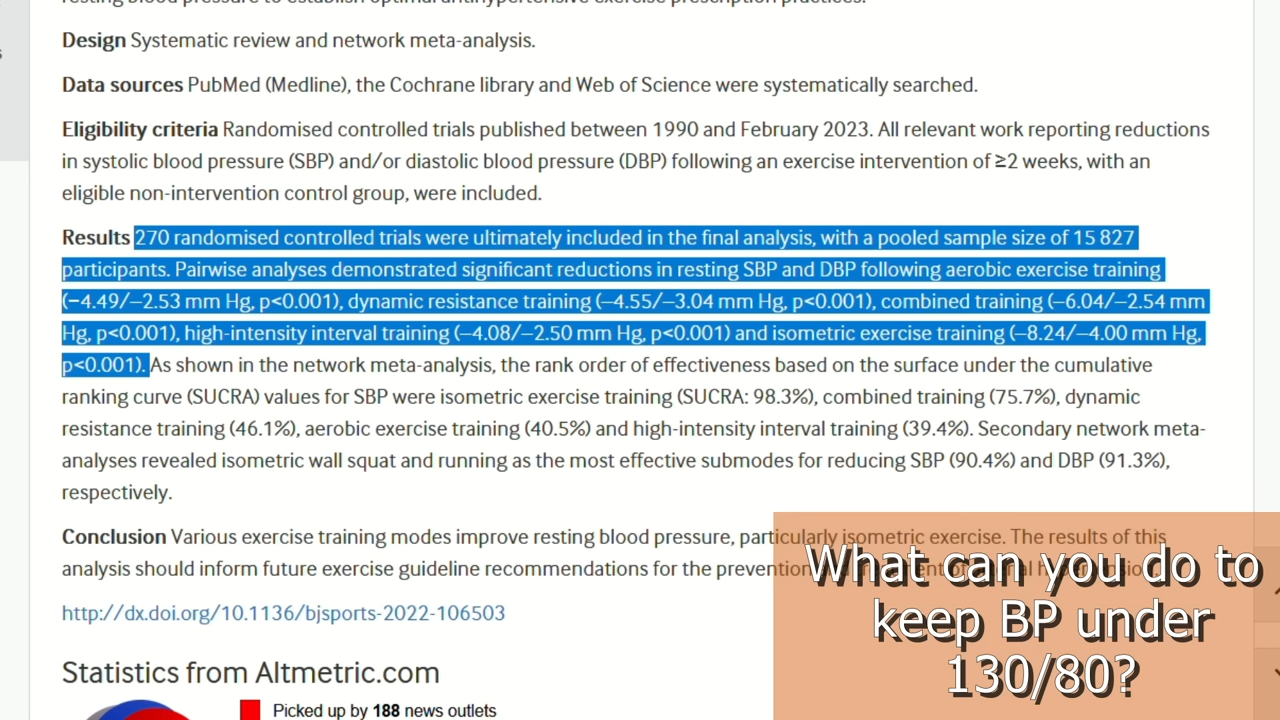 resting blood pressure to establish optimal antihypertensive exercise prescription practices.
Design Systematic review and network meta-analysis.
s
Data sources PubMed (Medline), the Cochrane library and Web of Science were systematically searched.
Eligibility criteria Randomised controlled trials published between 1990 and February 2023. All relevant work reporting reductions
in systolic blood pressure (SBP) and/or diastolic blood pressure (DBP) following an exercise intervention of ≥2 weeks, with an
eligible non-intervention control group, were included.
Results 270 randomised controlled trials were ultimately included in the final analysis, with a pooled sample size of 15 827
participants. Pairwise analyses demonstrated significant reductions in resting SBP and DBP following aerobic exercise training
(−4.49/−2.53 mm Hg, p<0.001), dynamic resistance training (–4.55/–3.04 mm Hg, p<0.001), combined training (–6.04/–2.54 mm
Hg, p<0.001), high-intensity interval training (–4.08/–2.50 mm Hg, p<0.001) and isometric exercise training (–8.24/–4.00 mm Hg,
p<0.001). As shown in the network meta-analysis, the rank order of effectiveness based on the surface under the cumulative
ranking curve (SUCRA) values for SBP were isometric exercise training (SUCRA: 98.3%), combined training (75.7%), dynamic
resistance training (46.1%), aerobic exercise training (40.5%) and high-intensity interval training (39.4%). Secondary network meta-
analyses revealed isometric wall squat and running as the most effective submodes for reducing SBP (90.4%) and DBP (91.3%),
respectively.
Conclusion Various exercise training modes improve resting blood pressure, particularly isometric exercise. The results of this
analysis should inform future exercise guideline recommendations for the prevention
What can you do to
keep BP under
130/80?
http://dx.doi.org/10.1136/bjsports-2022-106503
Statistics from Altmetric.com
Picked up by 188 news outlets